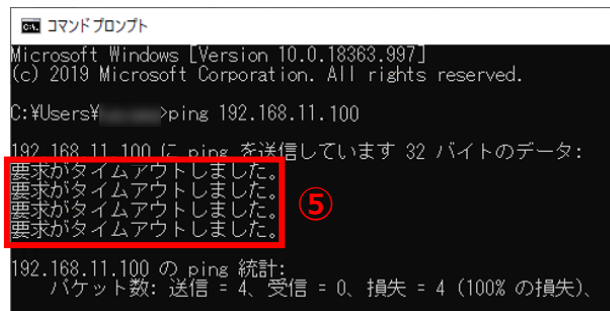 コマンド プロンプト
Microsoft Windows [Version 10.0.18363.997]
(c) 2019 Microsoft Corporation. All rights reserved.
C:¥Users¥ >ping 192.168.11.100
192.168.11.100 に ping を送信しています 32 バイトのデータ:
要求がタイムアウトしました。
要求がタイムアウトしました。
要求がタイムアウトしました。
要求がタイムアウトしました。
⑤
192.168.11.100 の ping 統計:
パケット数: 送信 = 4、受信 = 0、損失 = 4 (100% の損失)、